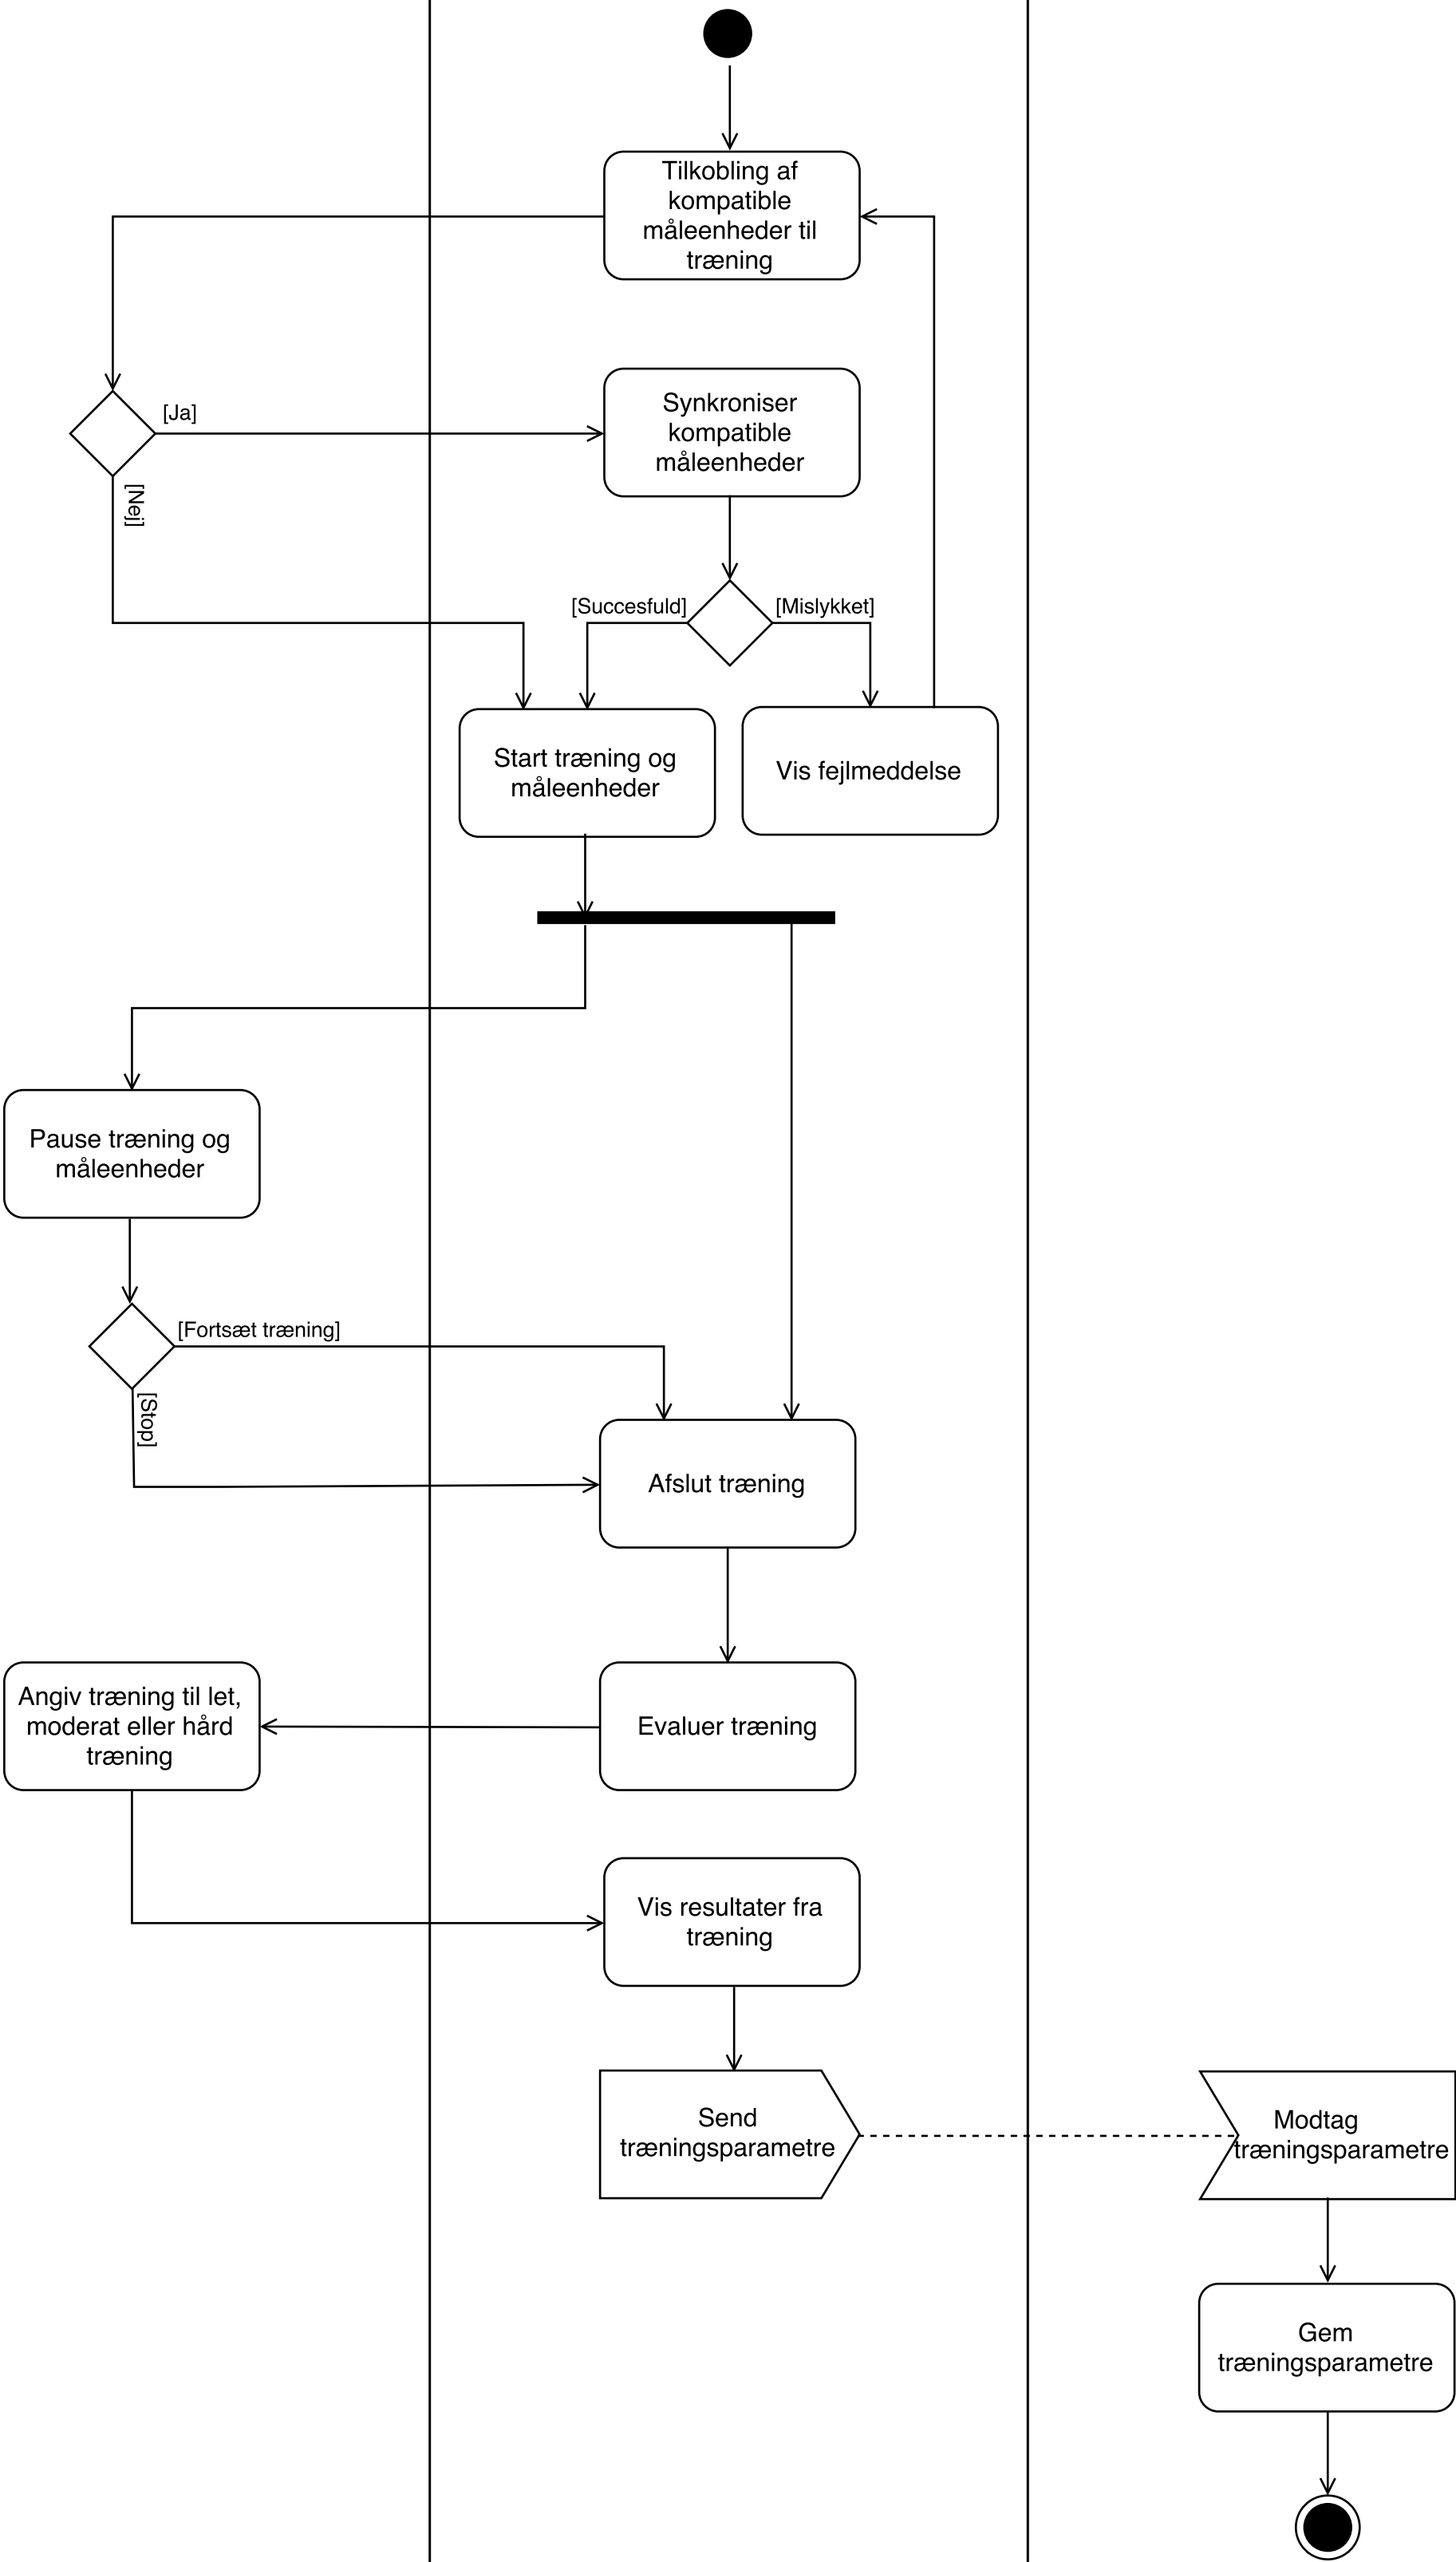 Tilkobling af
kompatible
måleenheder til
træning
[Ja]
Synkroniser
kompatible
måleenheder
[Nej]
[Succesfuld]
[Mislykket]
Start træning og
måleenheder
Vis fejlmeddelse
Pause træning og
måleenheder
[Fortsæt træning]
[Stop]
Afslut træning
Angiv træning til let,
moderat eller hård
træning
Evaluer træning
Vis resultater fra
træning
Send
træningsparametre
Modtag
træningsparametre
Gem
træningsparametre